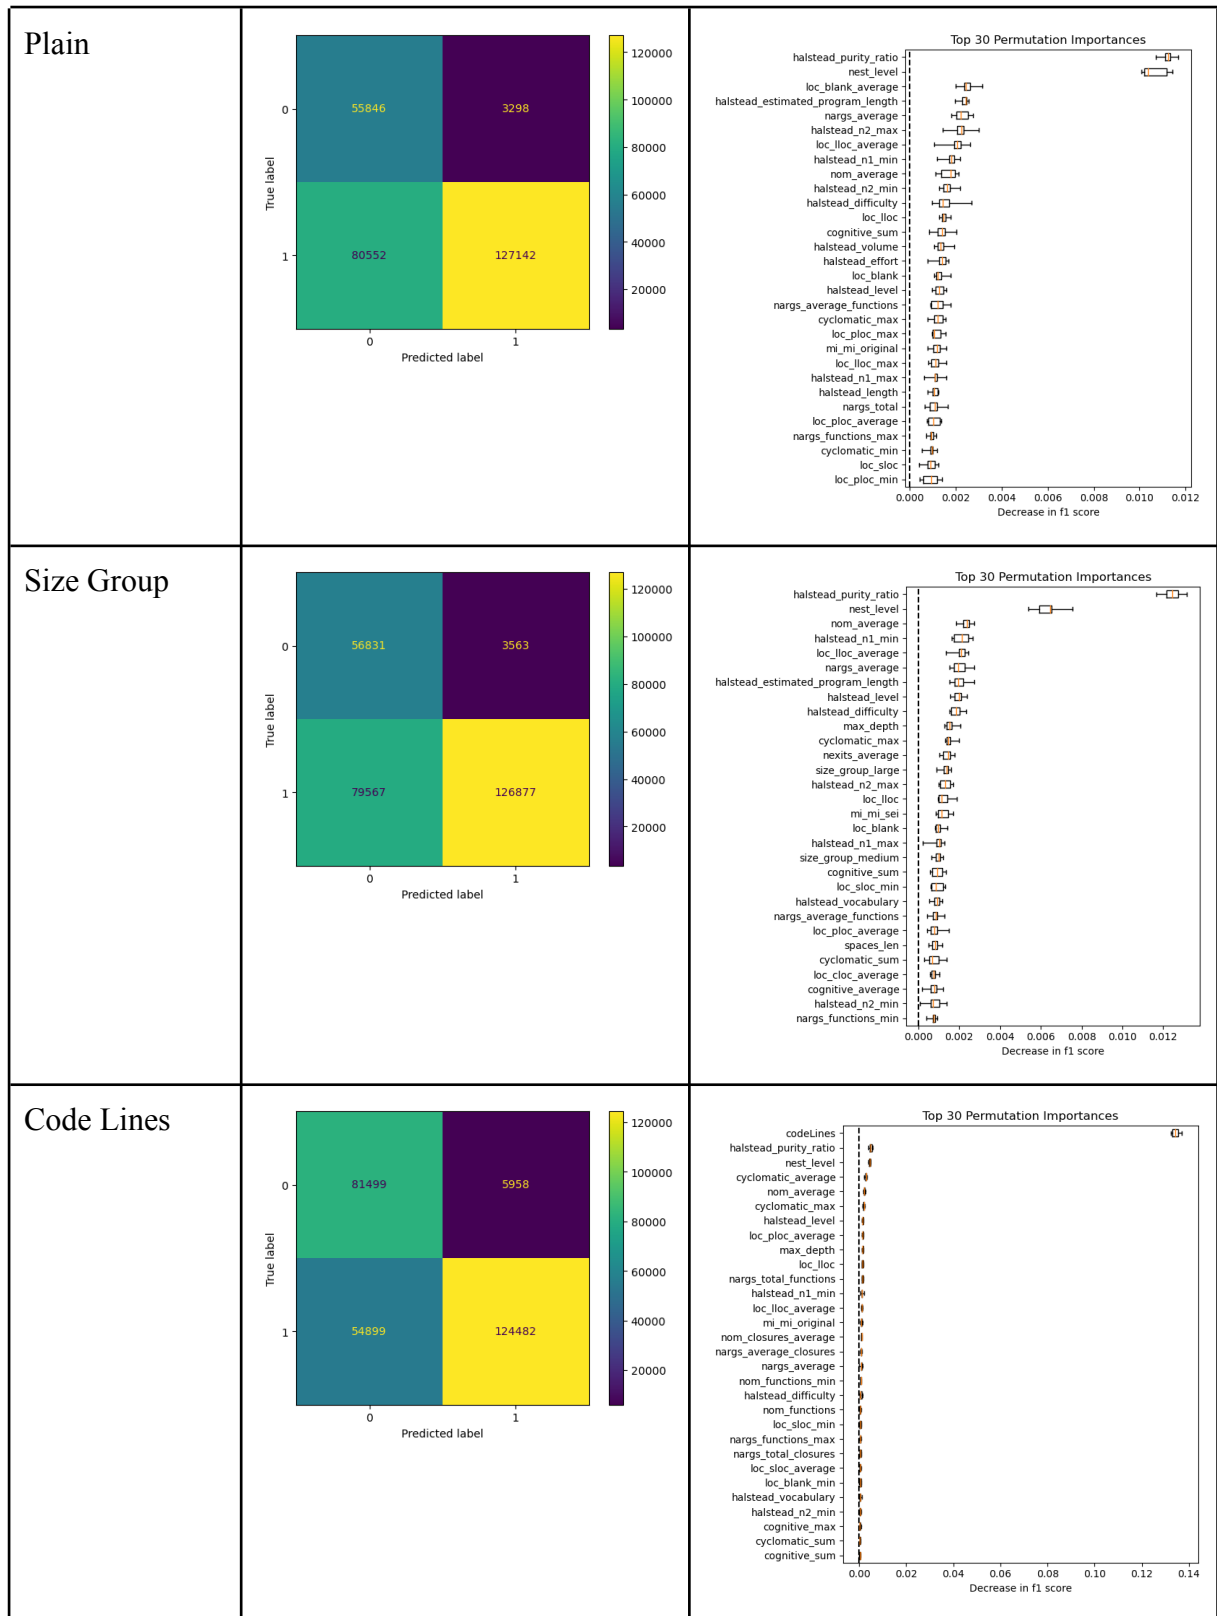 Plain
0
1
True label
55846
3298
80552
127142
0
1
Predicted label
120000
100000
80000
60000
40000
20000
Top 30 Permutation Importances
halstead_purity_ratio
nest_level
loc_blank_average
halstead_estimated_program_length
nargs_average
halstead_n2_max
loc_lloc_average
halstead_n1_min
nom_average
halstead_n2_min
halstead_difficulty
loc_lloc
cognitive_sum
halstead_volume
halstead_effort
loc_blank
halstead_level
nargs_average_functions
cyclomatic_max
loc_ploc_max
mi_mi_original
loc_lloc_max
halstead_n1_max
halstead_length
nargs_total
loc_ploc_average
nargs_functions_max
cyclomatic_min
loc_sloc
loc_ploc_min
0.000 0.002 0.004 0.006 0.008 0.010 0.012
Decrease in f1 score
Size Group
0
1
True label
56831
3563
79567
126877
0
1
Predicted label
120000
100000
80000
60000
40000
20000
Top 30 Permutation Importances
halstead_purity_ratio
nest_level
nom_average
halstead_n1_min
loc_lloc_average
nargs_average
halstead_estimated_program_length
halstead_level
halstead_difficulty
max_depth
cyclomatic_max
nexits_average
size_group_large
halstead_n2_max
loc_lloc
mi_mi_sei
loc_blank
halstead_n1_max
size_group_medium
cognitive_sum
loc_sloc_min
halstead_vocabulary
nargs_average_functions
loc_ploc_average
spaces_len
cyclomatic_sum
loc_cloc_average
cognitive_average
halstead_n2_min
nargs_functions_min
0.000 0.002 0.004 0.006 0.008 0.010 0.012
Decrease in f1 score
Code Lines
0
1
True label
81499
5958
54899
124482
0
1
Predicted label
120000
100000
80000
60000
40000
20000
Top 30 Permutation Importances
codeLines
halstead_purity_ratio
nest_level
cyclomatic_average
nom_average
cyclomatic_max
halstead_level
loc_ploc_average
max_depth
loc_lloc
nargs_total_functions
halstead_n1_min
loc_lloc_average
mi_mi_original
nom_closures_average
nargs_average_closures
nargs_average
nom_functions_min
halstead_difficulty
nom_functions
loc_sloc_min
nargs_functions_max
nargs_total_closures
loc_sloc_average
loc_blank_min
halstead_vocabulary
halstead_n2_min
cognitive_max
cyclomatic_sum
cognitive_sum
0.00 0.02 0.04 0.06 0.08 0.10 0.12 0.14
Decrease in f1 score